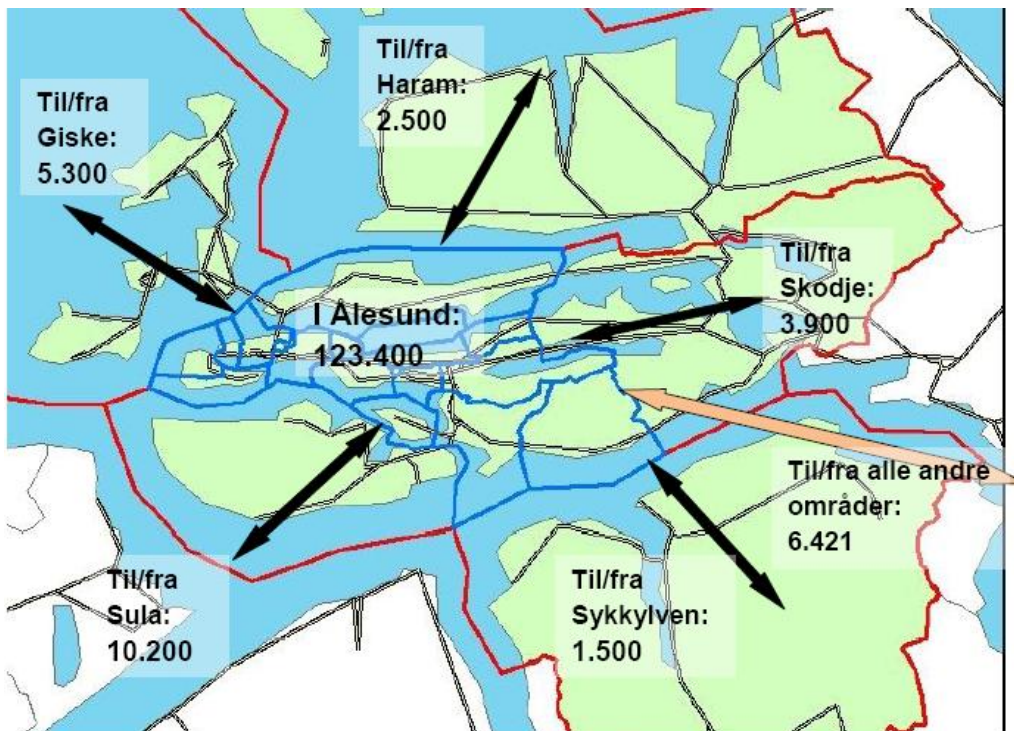 Til/fra
Haram:
2.500
Til/fra
Giske:
5.300
Til/fra
Skodje:
3.900
I Ålesund:
123.400
Til/fra alle andre
områder:
6.421
Til/fra
Sula:
10.200
Til/fra
Sykkylven:
1.500